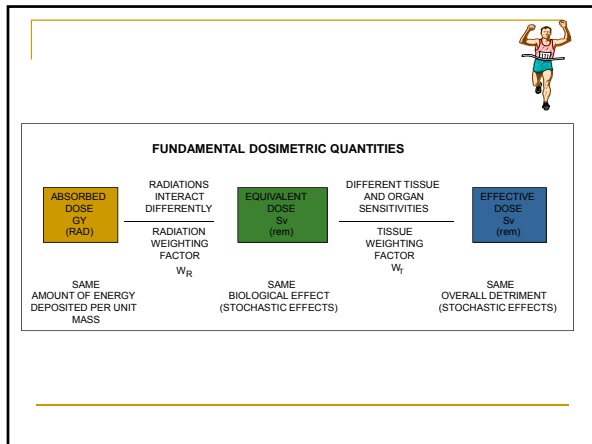 FUNDAMENTAL DOSIMETRIC QUANTITIES
ABSORBED
DOSE
GY
(RAD)
RADIATIONS
INTERACT
DIFFERENTLY
RADIATION
WEIGHTING
FACTOR
WR
EQUIVALENT
DOSE
Sv
(rem)
DIFFERENT TISSUE
AND ORGAN
SENSITIVITIES
TISSUE
WEIGHTING
FACTOR
WT
EFFECTIVE
DOSE
Sv
(rem)
SAME
AMOUNT OF ENERGY
DEPOSITED PER UNIT
MASS
SAME
BIOLOGICAL EFFECT
(STOCHASTIC EFFECTS)
SAME
OVERALL DETRIMENT
(STOCHASTIC EFFECTS)